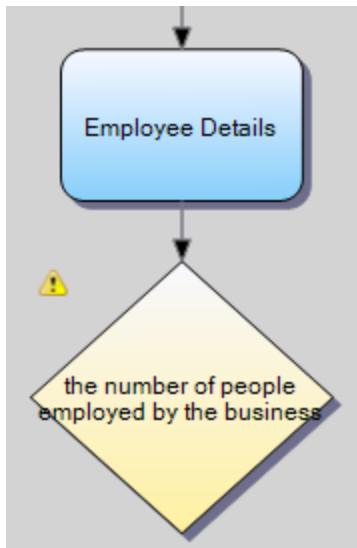 Employee Details
the number of people
employed by the business